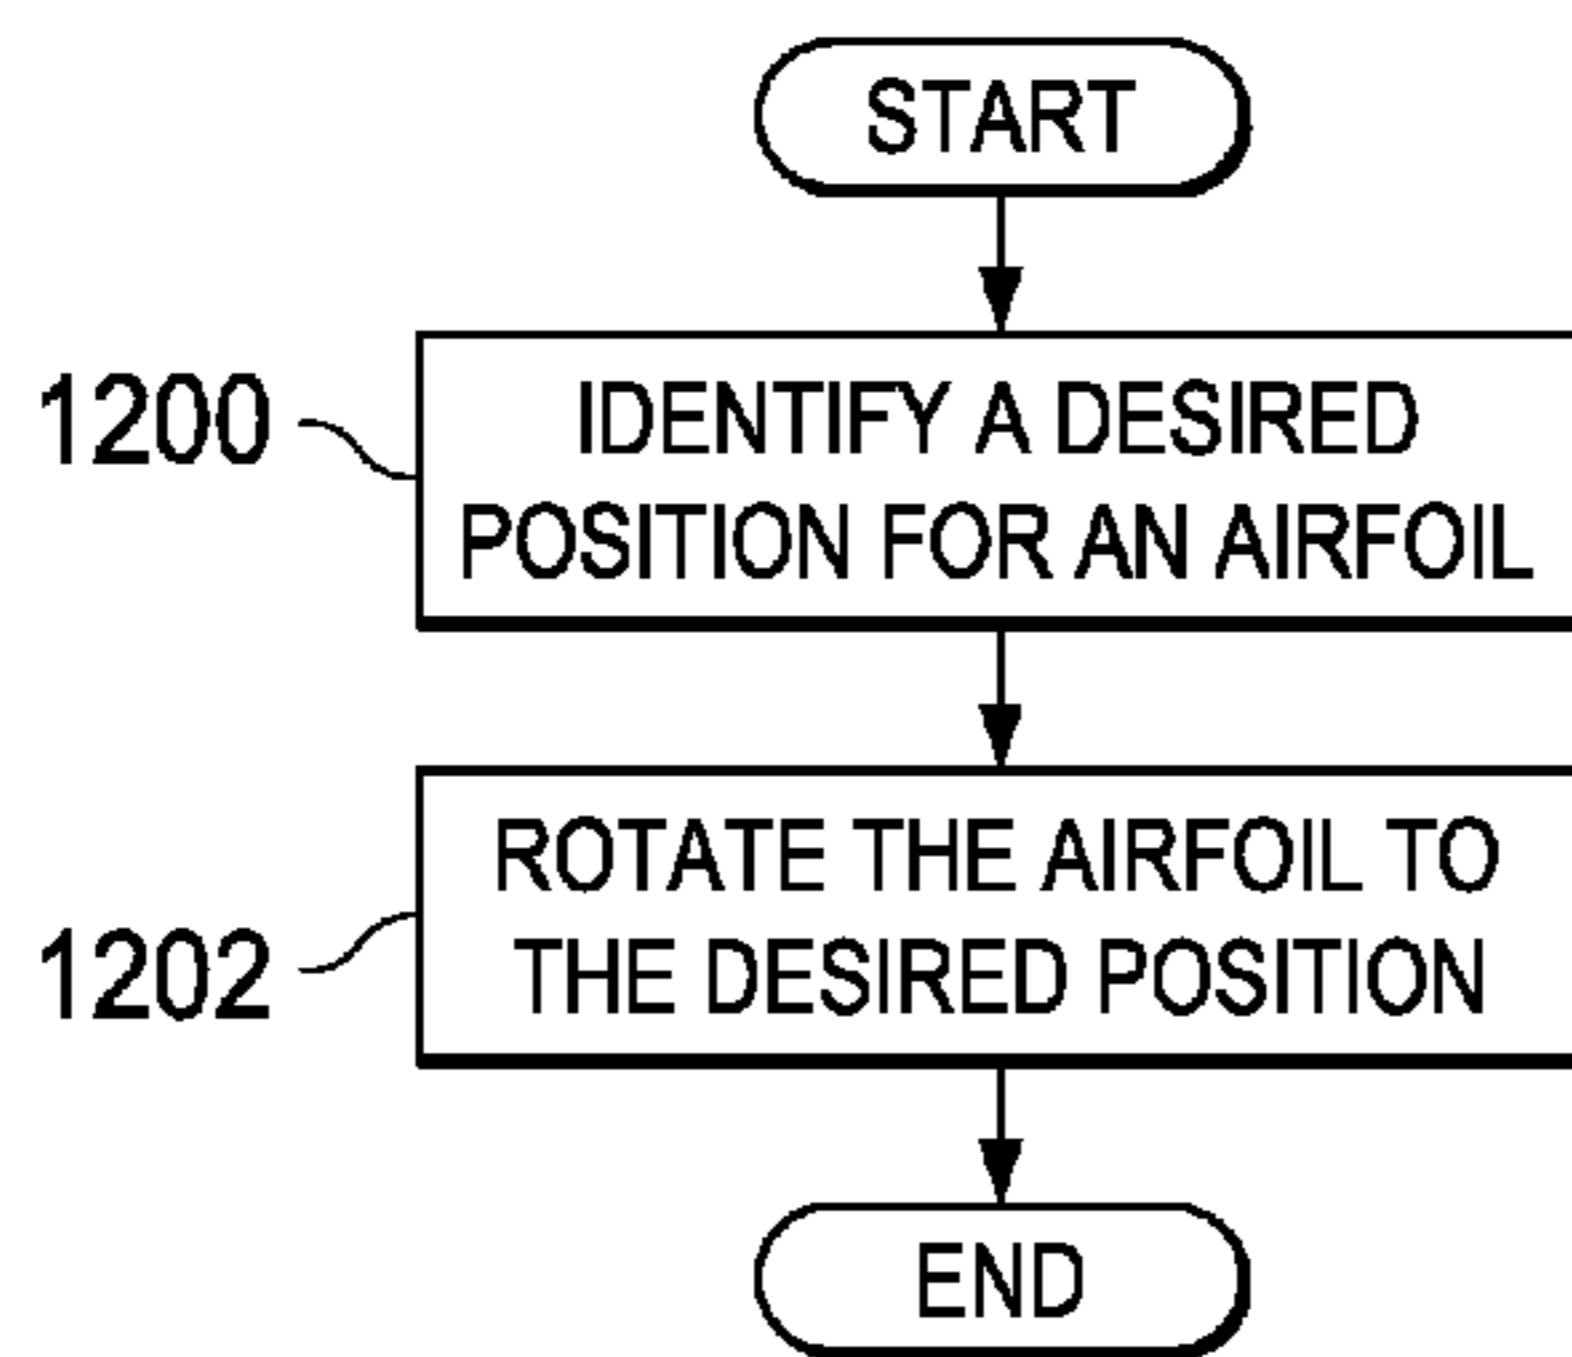 START
1200
IDENTIFY A DESIRED
POSITION FOR AN AIRFOIL
1202
ROTATE THE AIRFOIL TO
THE DESIRED POSITION
END